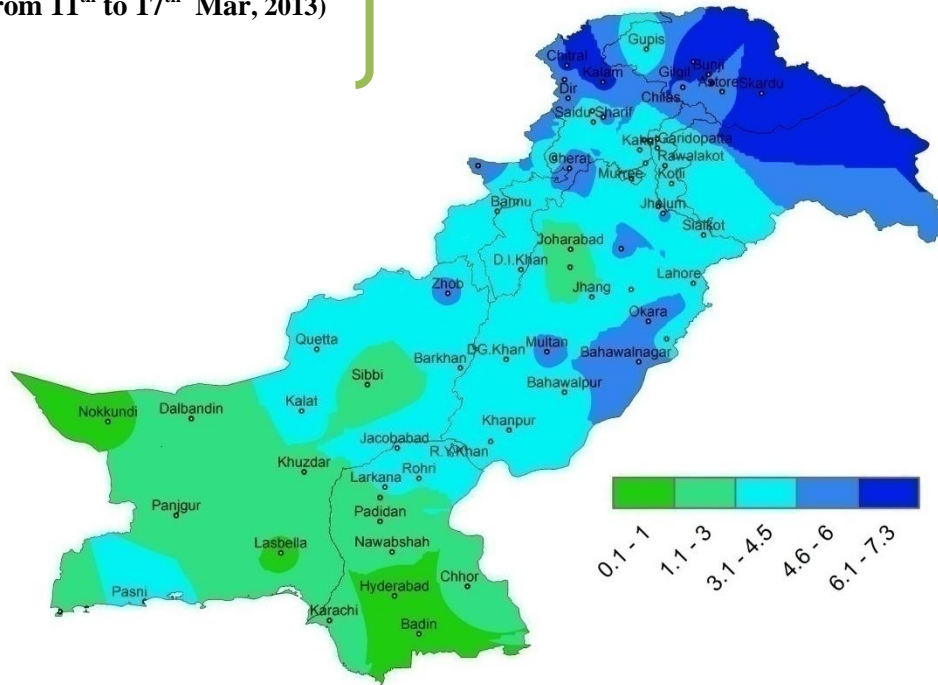 rom 11th to 17th Mar, 2013)
Gupis
Chitral
Kalam
Gilgit
Bunji
Astore
Skardu
Dir
Chilas
Saidu Sharif
Kakul
Garidopatta
Cherat
Rawalakot
Murree
Kotli
Bannu
Jhelum
Sialkot
Joharabad
D.I.Khan
Lahore
Zhob
Jhang
Okara
Quetta
Barkhan
DG.Khan
Multan
Bahawalnagar
Sibbi
Bahawalpur
Nokkundi
Dalbandin
Kalat
Khanpur
Jacobabad
R.Y.Khan
Khuzdar
Rohri
Larkana
Panjgur
Padidan
Lasbella
Nawabshah
Pasni
Hyderabad
Chhor
Karachi
Badin
0.1 - 1
1.1 - 3
3.1 - 4.5
4.6 - 6
6.1 - 7.3